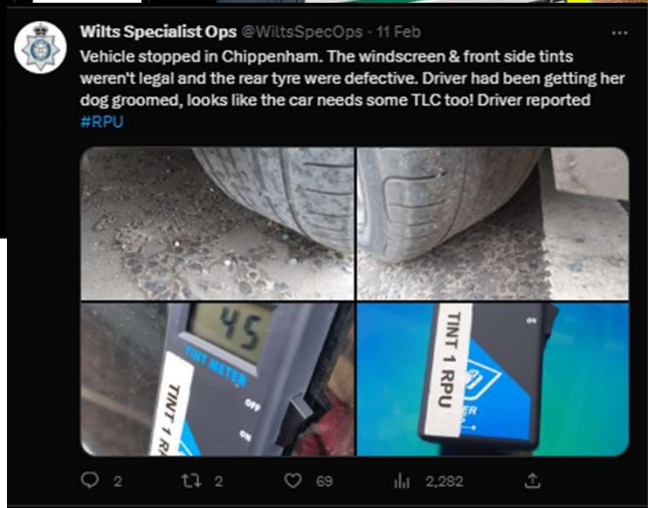 Wilts Specialist Ops @WiltsSpecOps · 11 Feb
Vehicle stopped in Chippenham. The windscreen & front side tints
weren't legal and the rear tyre were defective. Driver had been getting her
dog groomed, looks like the car needs some TLC too! Driver reported
#RPU
45
TINT METER
OFF
ON
TINT 1 R
ON
TINT 1 RPU
ER
2 2 69 2,282